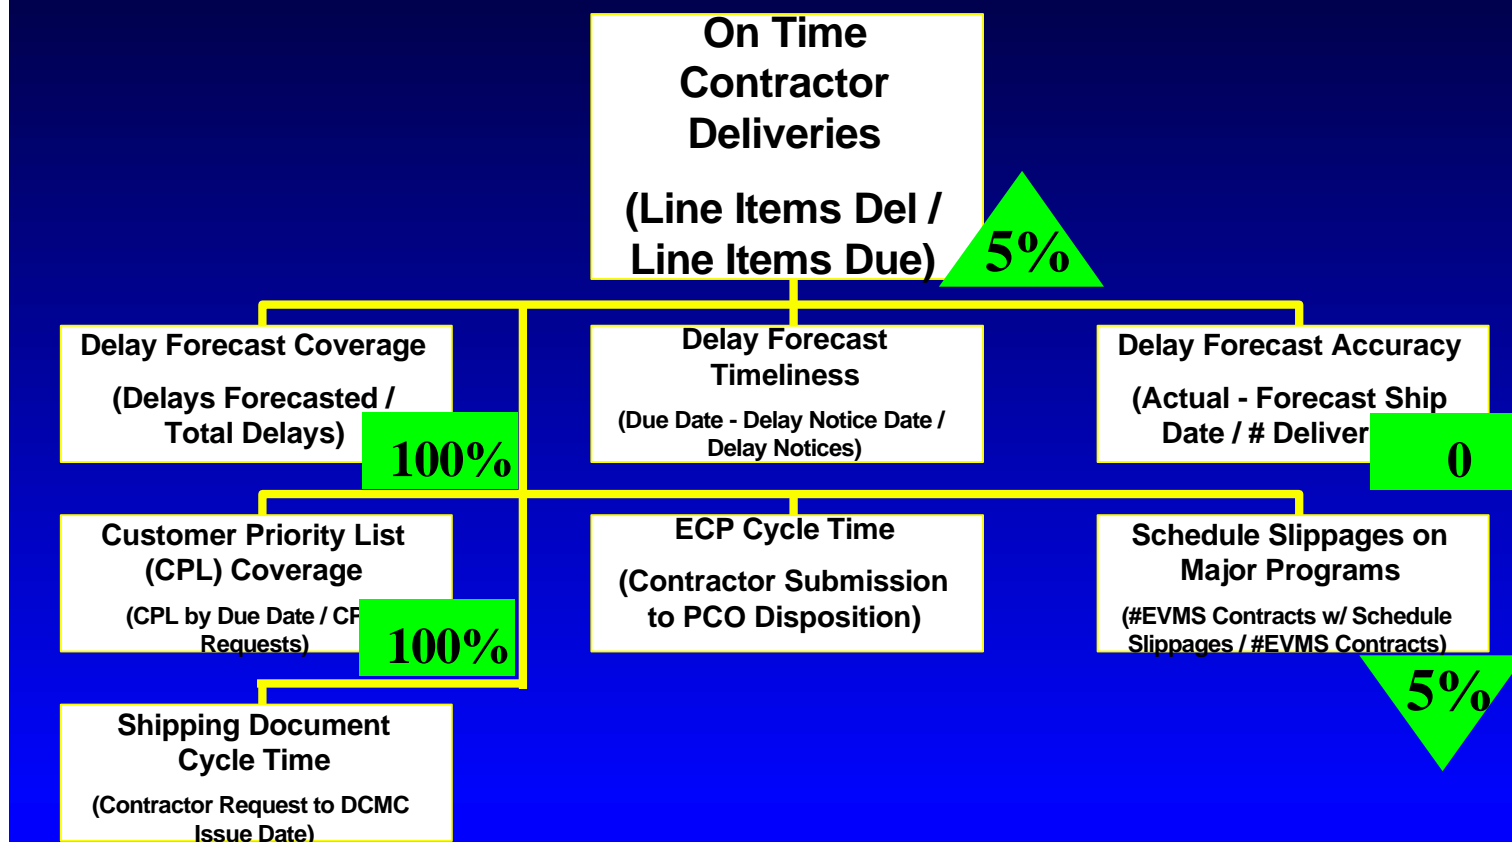 On Time
Contractor
Deliveries
(Line Items Del /
Line Items Due)
5%
Delay Forecast Coverage
(Delays Forecasted /
Total Delays)
100%
Delay Forecast
Timeliness
(Due Date - Delay Notice Date /
Delay Notices)
Delay Forecast Accuracy
(Actual - Forecast Ship
Date / # Deliver
0
Customer Priority List
(CPL) Coverage
(CPL by Due Date /
Requests)
100%
ECP Cycle Time
(Contractor Submission
to PCO Disposition)
Schedule Slippages on
Major Programs
(#EVMS Contracts w/ Schedule
Slippages / #EVMS Contracts)
5%
Shipping Document
Cycle Time
(Contractor Request to DCMC
Issue Date)